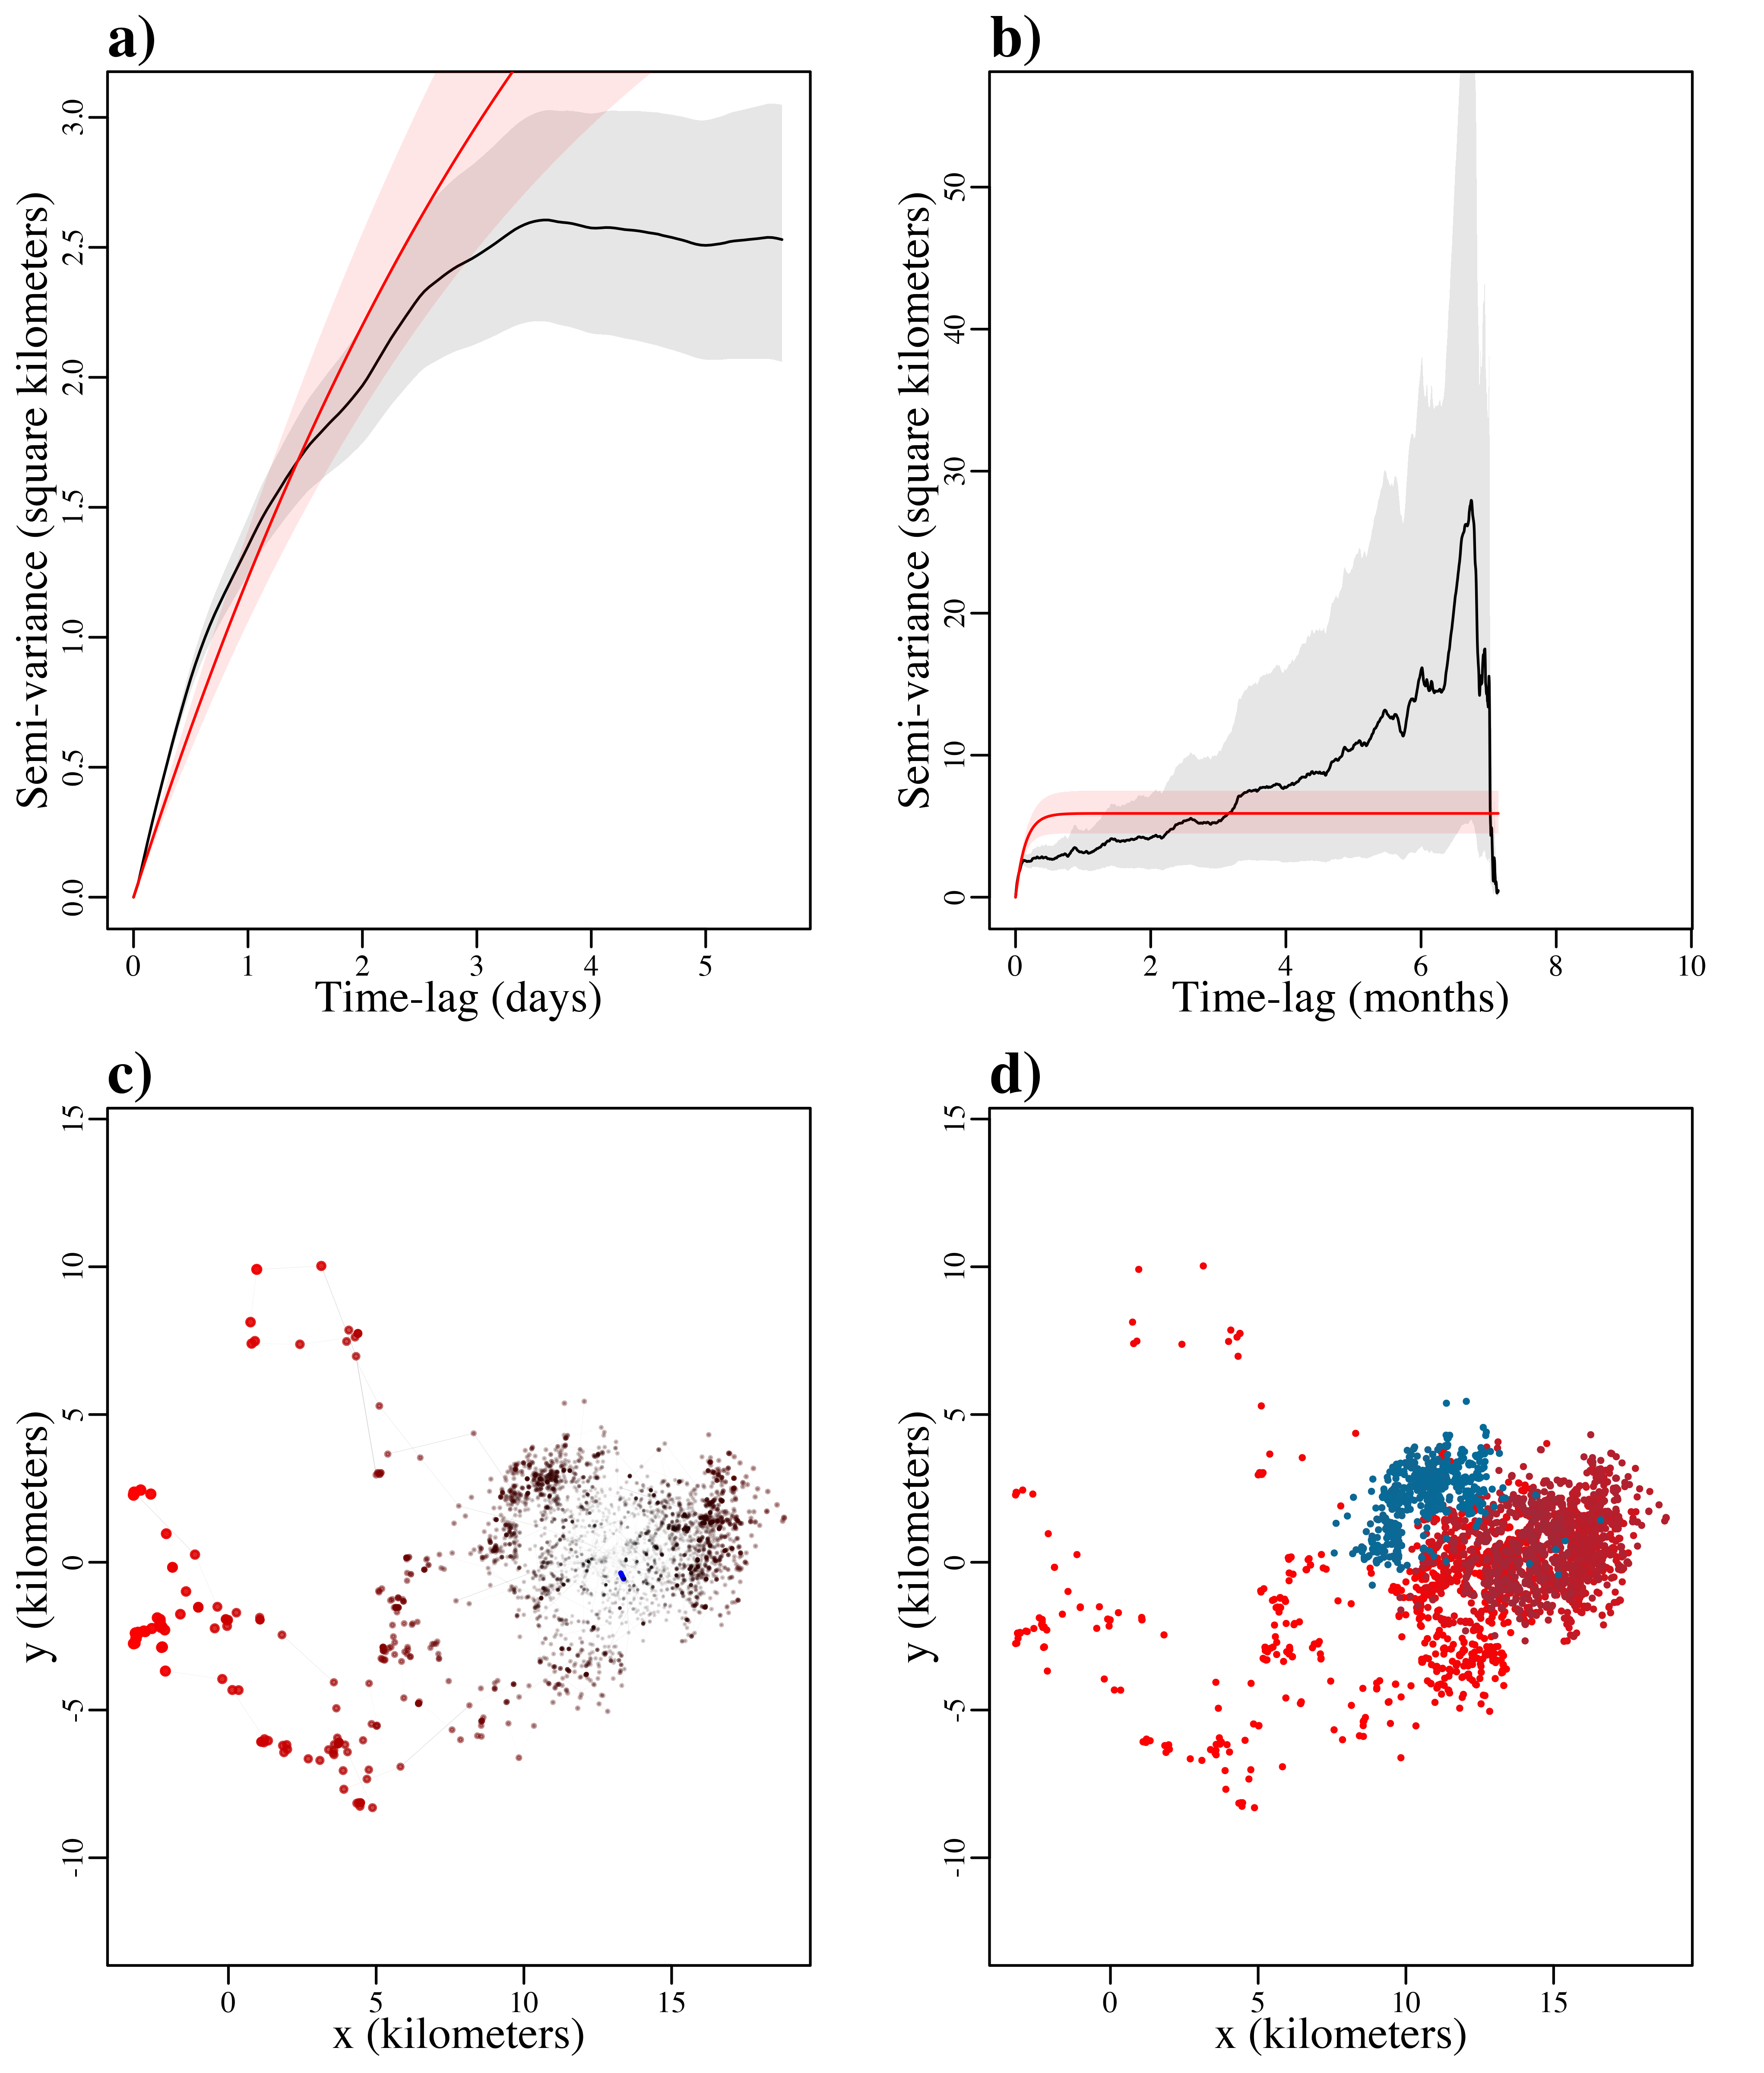 a)
Semi-variance (square kilometers)
0.0 0.5 1.0 1.5 2.0 2.5 3.0
0 1 2 3 4 5
Time-lag (days)
b)
Semi-variance (square kilometers)
0 10 20 30 40 50
0 2 4 6 8 10
Time-lag (months)
c)
y (kilometers)
-10 -5 0 5 10 15
0 5 10 15
x (kilometers)
d)
y (kilometers)
-10 -5 0 5 10 15
0 5 10 15
x (kilometers)